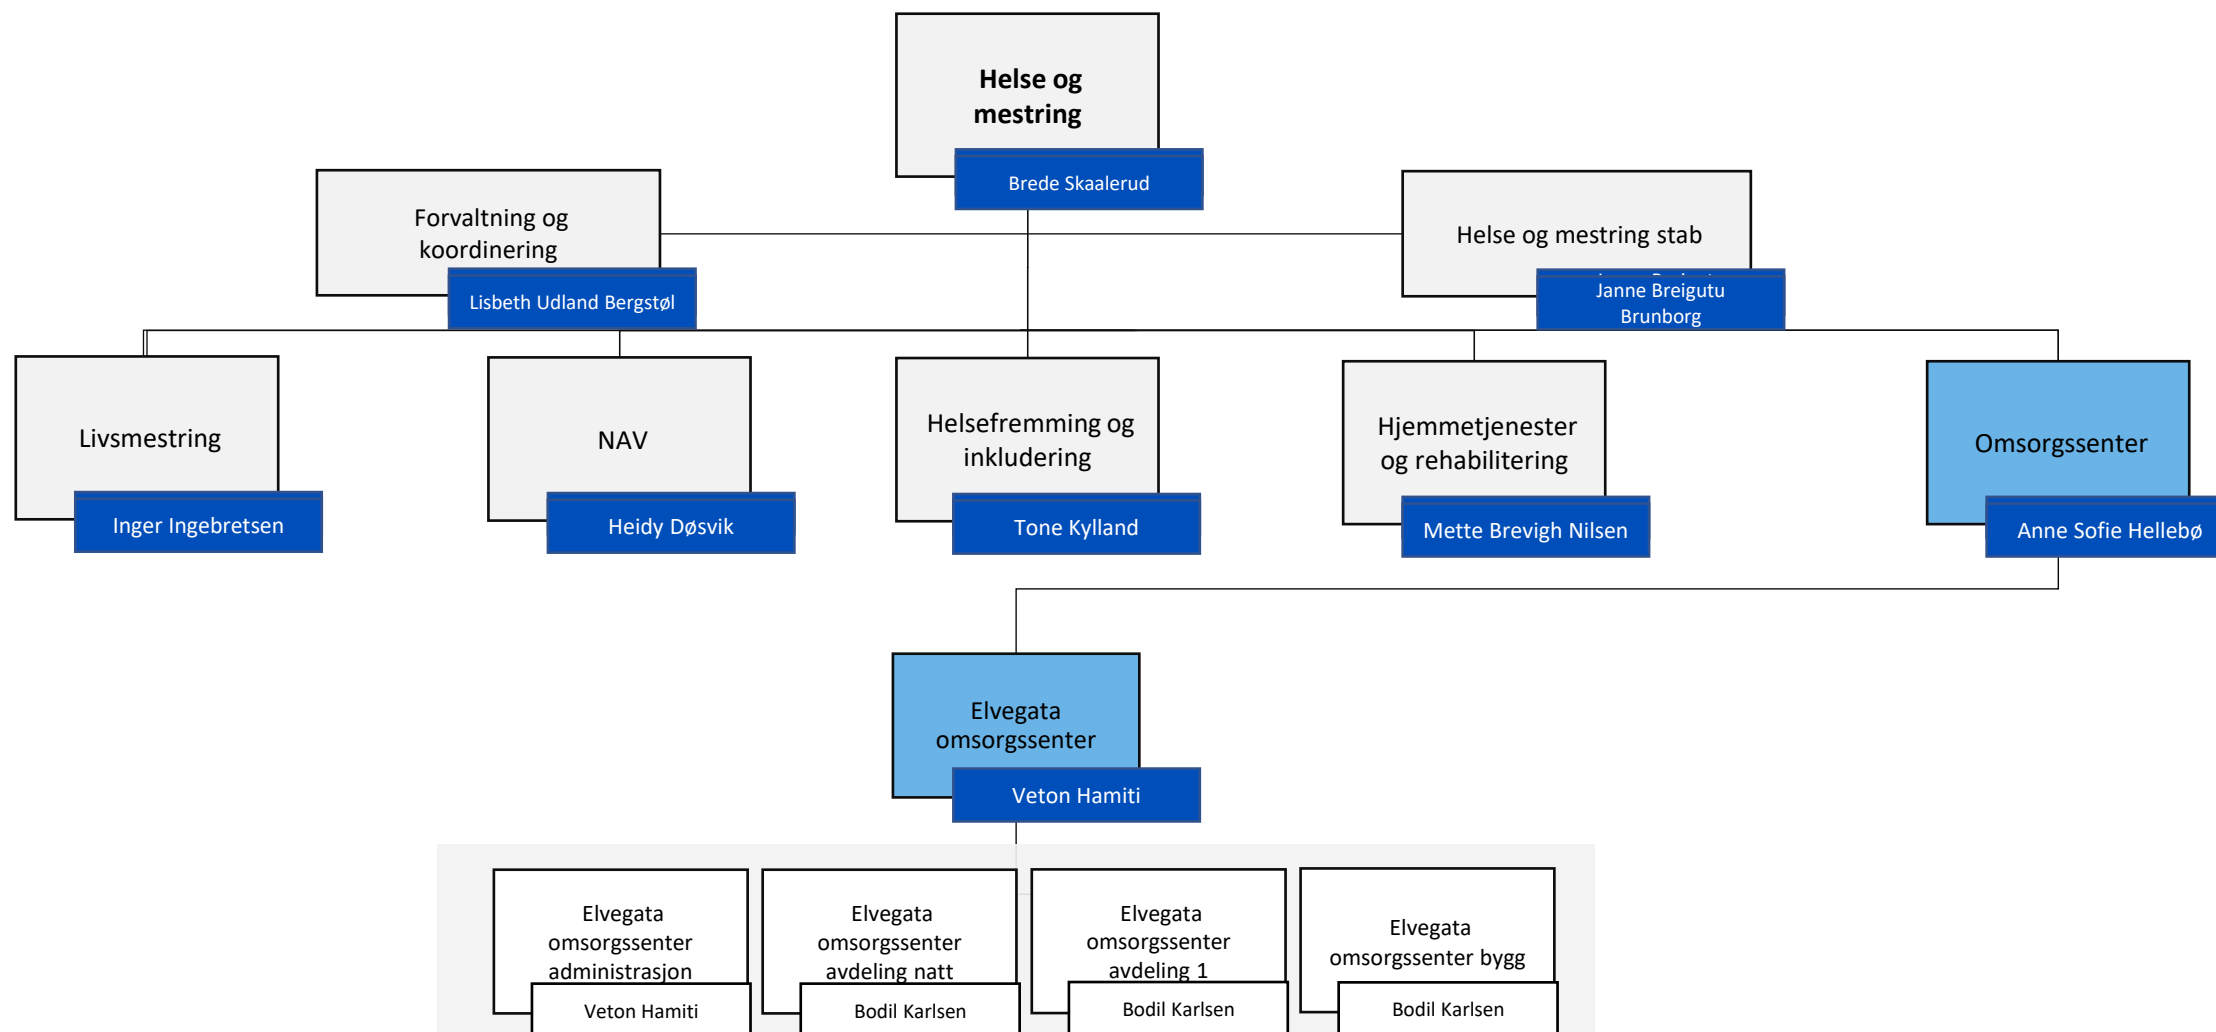 Helse og
mestring
Brede Skaalerud
Forvaltning og
koordinering
Lisbeth Udland Bergstøl
Helse og mestring stab
Janne Breigutu
Brunborg
Livsmestring
Inger Ingebretsen
NAV
Heidy Døsvik
Helsefremming og
inkludering
Tone Kylland
Hjemmetjenester
og rehabilitering
Mette Brevigh Nilsen
Omsorgssenter
Anne Sofie Hellebø
Elvegata
omsorgssenter
Veton Hamiti
Elvegata
omsorgssenter
administrasjon
Veton Hamiti
Elvegata
omsorgssenter
avdeling natt
Bodil Karlsen
Elvegata
omsorgssenter
avdeling 1
Bodil Karlsen
Elvegata
omsorgssenter bygg
Bodil Karlsen